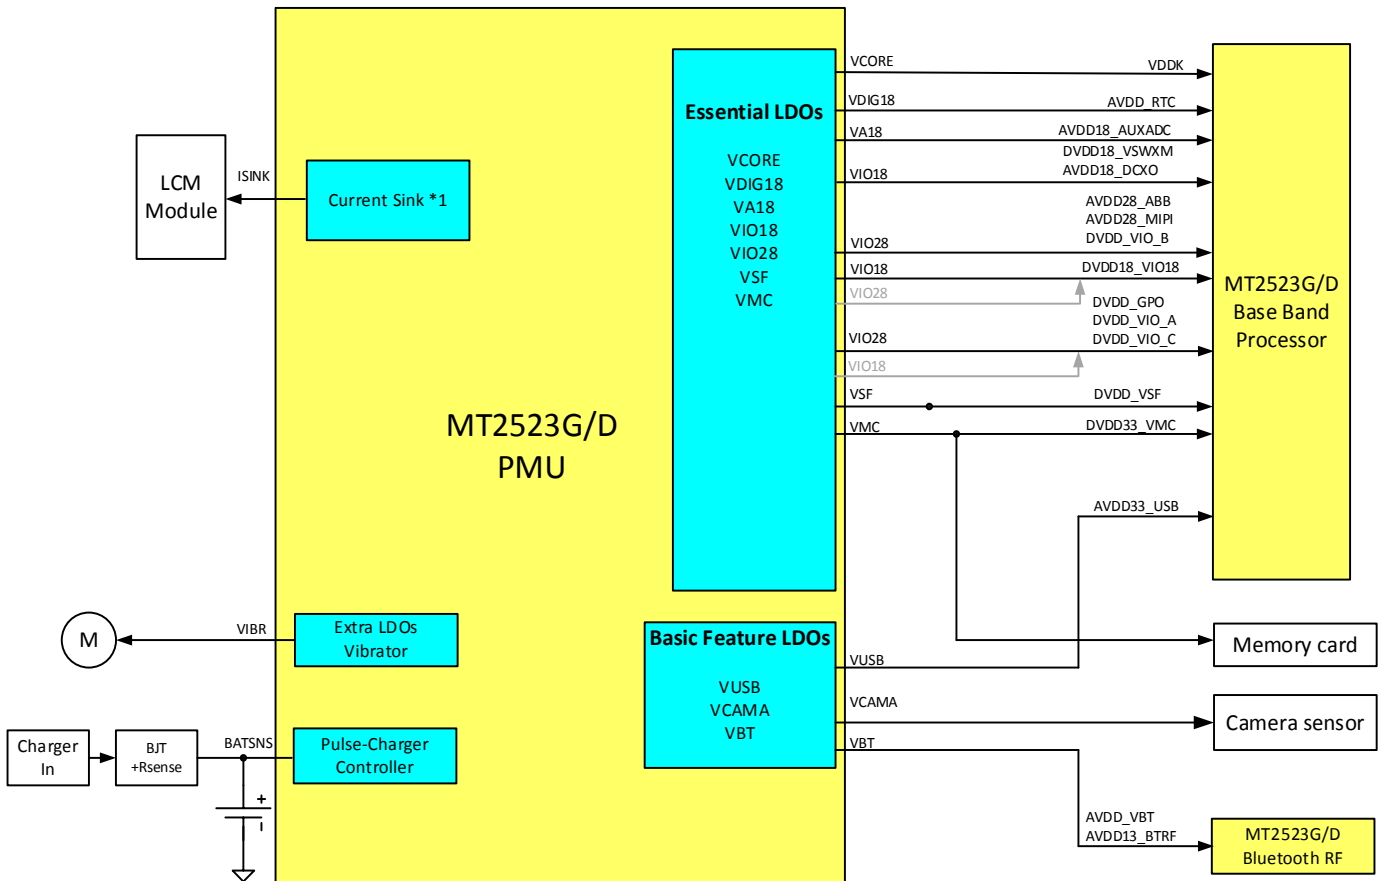 VCORE
VDDK
VDIG18
AVDD_RTC
VA18
AVDD18_AUXADC
DVDD18_VSWXM
VIO18
AVDD18_DCXO
AVDD28_ABB
AVDD28_MIPI
VIO28
DVDD_VIO_B
VIO18
DVDD18_VIO18
VIO28
DVDD_GPO
DVDD_VIO_A
VIO28
DVDD_VIO_C
VIO18
VSF
DVDD_VSF
VMC
DVDD33_VMC
AVDD33_USB
Essential LDOs
VCORE
VDIG18
VA18
VIO18
VIO28
VSF
VMC
MT2523G/D
Base Band
Processor
LCM
Module
ISINK
Current Sink *1
MT2523G/D
PMU
M
VIBR
Extra LDOs
Vibrator
Basic Feature LDOs
VUSB
VCAMA
VBT
VUSB
VCAMA
VBT
Memory card
Camera sensor
Charger
In
BJT
+Rsense
BATSNS
Pulse-Charger
Controller
+
AVDD_VBT
AVDD13_BTRF
MT2523G/D
Bluetooth RF